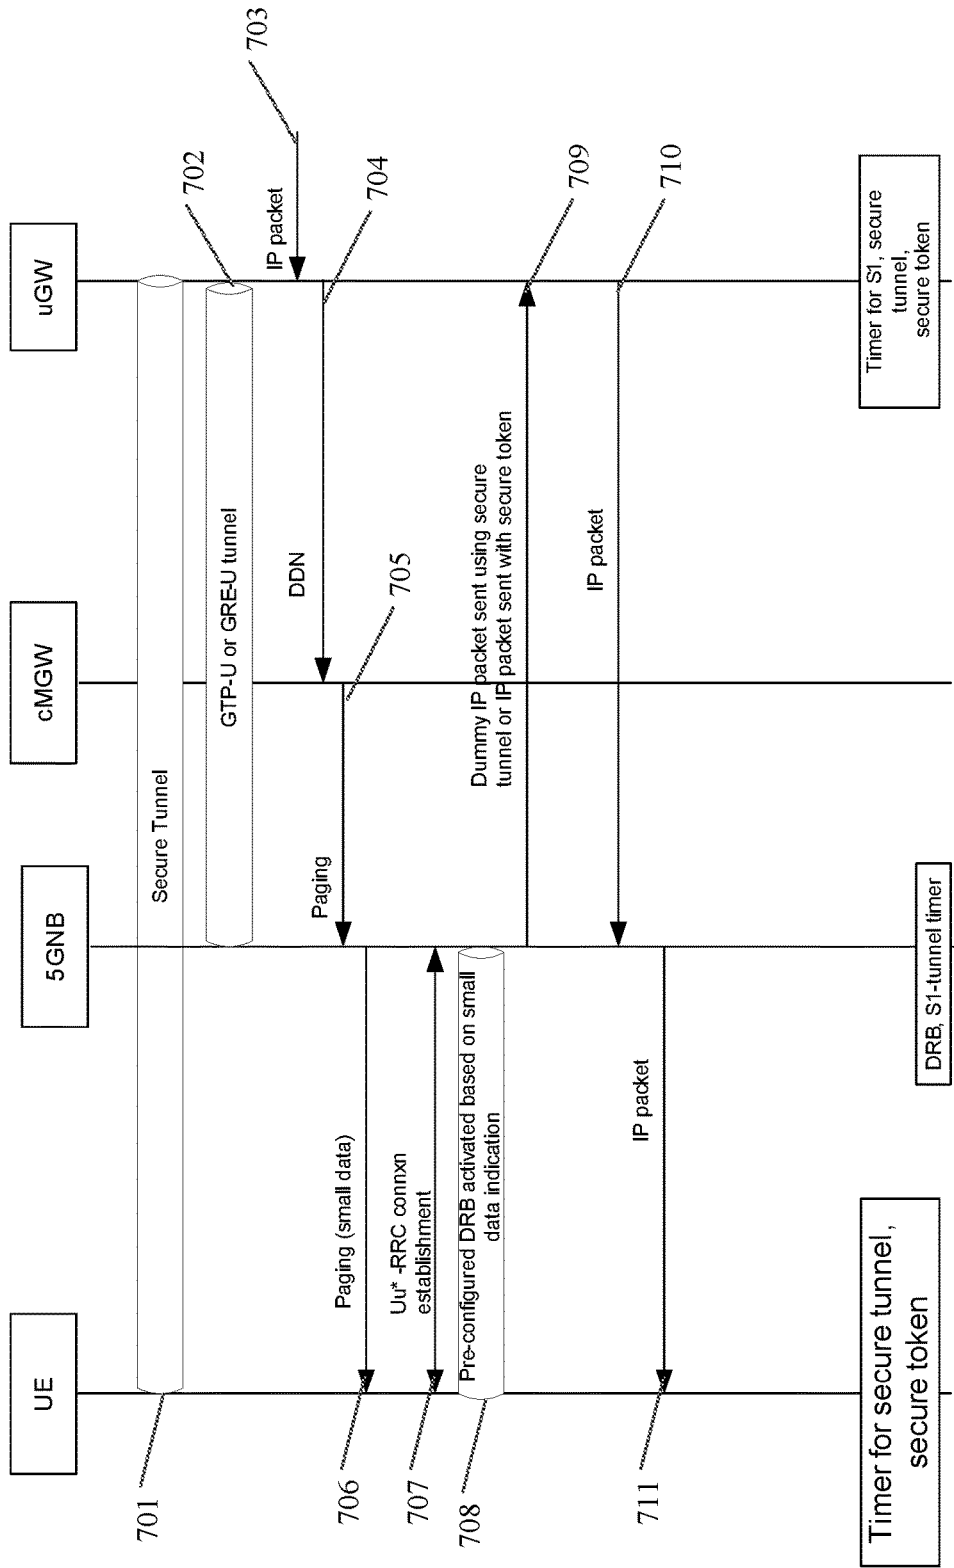 UE
5GNB
cMGW
uGW
701
Secure Tunnel
702
GTP-U or GRE-U tunnel
703
IP packet
704
DDN
705
Paging
706
Paging (small data)
707
Uu* -RRC connxn
establishment
708
Pre-configured DRB activated based on small
data indication
709
Dummy IP packet sent using secure
tunnel or IP packet sent with secure token
710
IP packet
711
IP packet
Timer for secure tunnel,
secure token
DRB, S1-tunnel timer
Timer for S1, secure
tunnel,
secure token